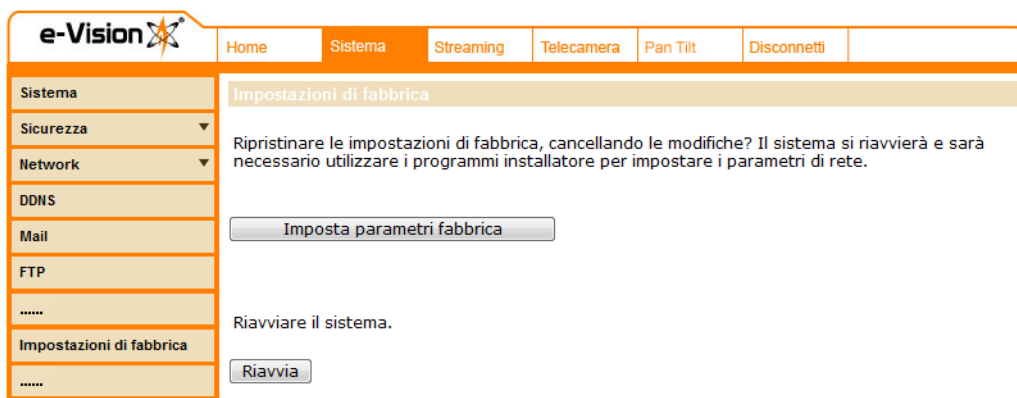 e-Vision
Home Sistema Streaming Telecamera Pan Tilt Disconnetti
Sistema
Sicurezza
Network
DDNS
Mail
FTP
......
Impostazioni di fabbrica
......
Impostazioni di fabbrica
Ripristinare le impostazioni di fabbrica, cancellando le modifiche? Il sistema si riavvierà e sarà
necessario utilizzare i programmi installatore per impostare i parametri di rete.
Imposta parametri fabbrica
Riavviare il sistema.
Riavvia